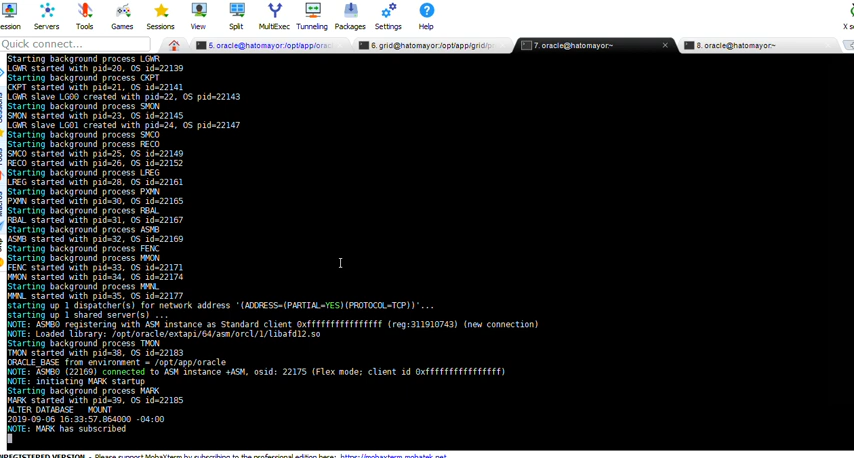 ession Servers Tools Games Sessions View Split MultiExec Tunneling Packages Settings Help X s
Quick connect... 5. oracle@hatomayor:/opt/app/orac 6. grid@hatomayor:/opt/app/grid/pr 7. oracle@hatomayor:~ 8. oracle@hatomayor:~
Starting background process LGWR
LGWR started with pid=20, OS id=22139
Starting background process CKPT
CKPT started with pid=21, OS id=22141
LGWR slave LG00 created with pid=22, OS pid=22143
Starting background process SMON
SMON started with pid=23, OS id=22145
LGWR slave LG01 created with pid=24, OS pid=22147
Starting background process SMCO
Starting background process RECO
SMCO started with pid=25, OS id=22149
RECO started with pid=26, OS id=22152
Starting background process LREG
LREG started with pid=28, OS id=22161
Starting background process PXMN
PXMN started with pid=30, OS id=22165
Starting background process RBAL
RBAL started with pid=31, OS id=22167
Starting background process ASMB
ASMB started with pid=32, OS id=22169
Starting background process FENC
Starting background process MMON
FENC started with pid=33, OS id=22171
MMON started with pid=34, OS id=22174
Starting background process MMNL
MMNL started with pid=35, OS id=22177
starting up 1 dispatcher(s) for network address '(ADDRESS=(PARTIAL=YES)(PROTOCOL=TCP))'...
starting up 1 shared server(s) ...
NOTE: ASMB0 registering with ASM instance as Standard client 0xffffffffffffffff (reg:311910743) (new connection)
NOTE: Loaded library: /opt/oracle/extapi/64/asm/orcl/1/libafd12.so
Starting background process TMON
TMON started with pid=38, OS id=22183
ORACLE_BASE from environment = /opt/app/oracle
NOTE: ASMB0 (22169) connected to ASM instance +ASM, osid: 22175 (Flex mode; client id 0xffffffffffffffff)
NOTE: initiating MARK startup
Starting background process MARK
MARK started with pid=39, OS id=22185
ALTER DATABASE MOUNT
2019-09-06 16:33:57.864000 -04:00
NOTE: MARK has subscribed
NREGISTERED VERSION - Please support MobaXterm by subscribing to the professional edition here: https://mobaxterm.mobatek.net